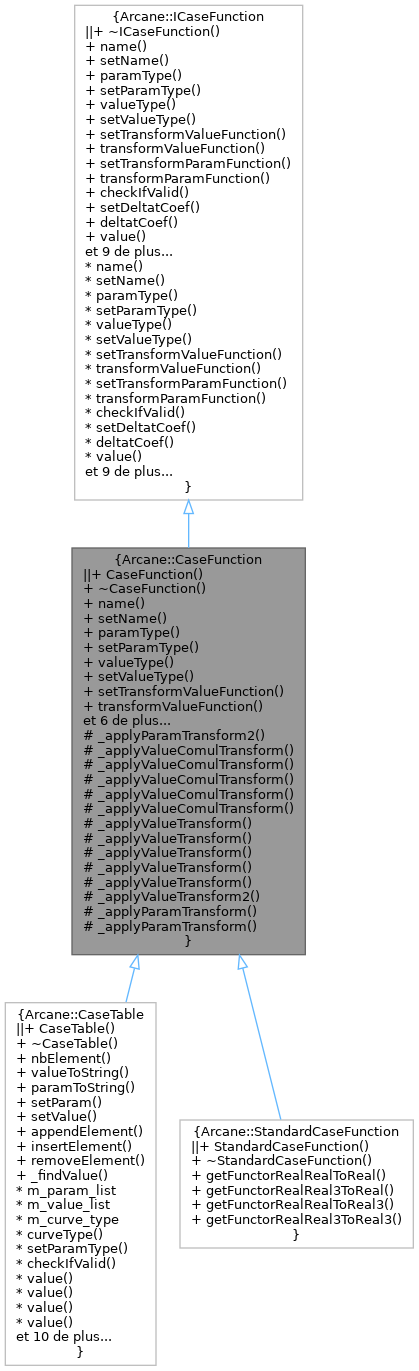 {Arcane::ICaseFunction
||+ ~ICaseFunction()
+ name()
+ setName()
+ paramType()
+ setParamType()
+ valueType()
+ setValueType()
+ setTransformValueFunction()
+ transformValueFunction()
+ setTransformParamFunction()
+ transformParamFunction()
+ checkIfValid()
+ setDeltatCoef()
+ deltatCoef()
+ value()
et 9 de plus...
* name()
* setName()
* paramType()
* setParamType()
* valueType()
* setValueType()
* setTransformValueFunction()
* transformValueFunction()
* setTransformParamFunction()
* transformParamFunction()
* checkIfValid()
* setDeltatCoef()
* deltatCoef()
* value()
et 9 de plus...
}
{Arcane::CaseFunction
||+ CaseFunction()
+ ~CaseFunction()
+ name()
+ setName()
+ paramType()
+ setParamType()
+ valueType()
+ setValueType()
+ setTransformValueFunction()
+ transformValueFunction()
et 6 de plus...
# _applyParamTransform2()
# _applyValueComulTransform()
# _applyValueComulTransform()
# _applyValueComulTransform()
# _applyValueComulTransform()
# _applyValueComulTransform()
# _applyValueTransform()
# _applyValueTransform()
# _applyValueTransform()
# _applyValueTransform()
# _applyValueTransform()
# _applyValueTransform2()
# _applyParamTransform()
# _applyParamTransform()
}
{Arcane::CaseTable
||+ CaseTable()
+ ~CaseTable()
+ nbElement()
+ valueToString()
+ paramToString()
+ setParam()
+ setValue()
+ appendElement()
+ insertElement()
+ removeElement()
+ _findValue()
* m_param_list
* m_value_list
* m_curve_type
* curveType()
* setParamType()
* checkIfValid()
* value()
* value()
* value()
* value()
et 10 de plus...
}
{Arcane::StandardCaseFunction
||+ StandardCaseFunction()
+ ~StandardCaseFunction()
+ getFunctorRealRealToReal()
+ getFunctorRealReal3ToReal()
+ getFunctorRealRealToReal3()
+ getFunctorRealReal3ToReal3()
}